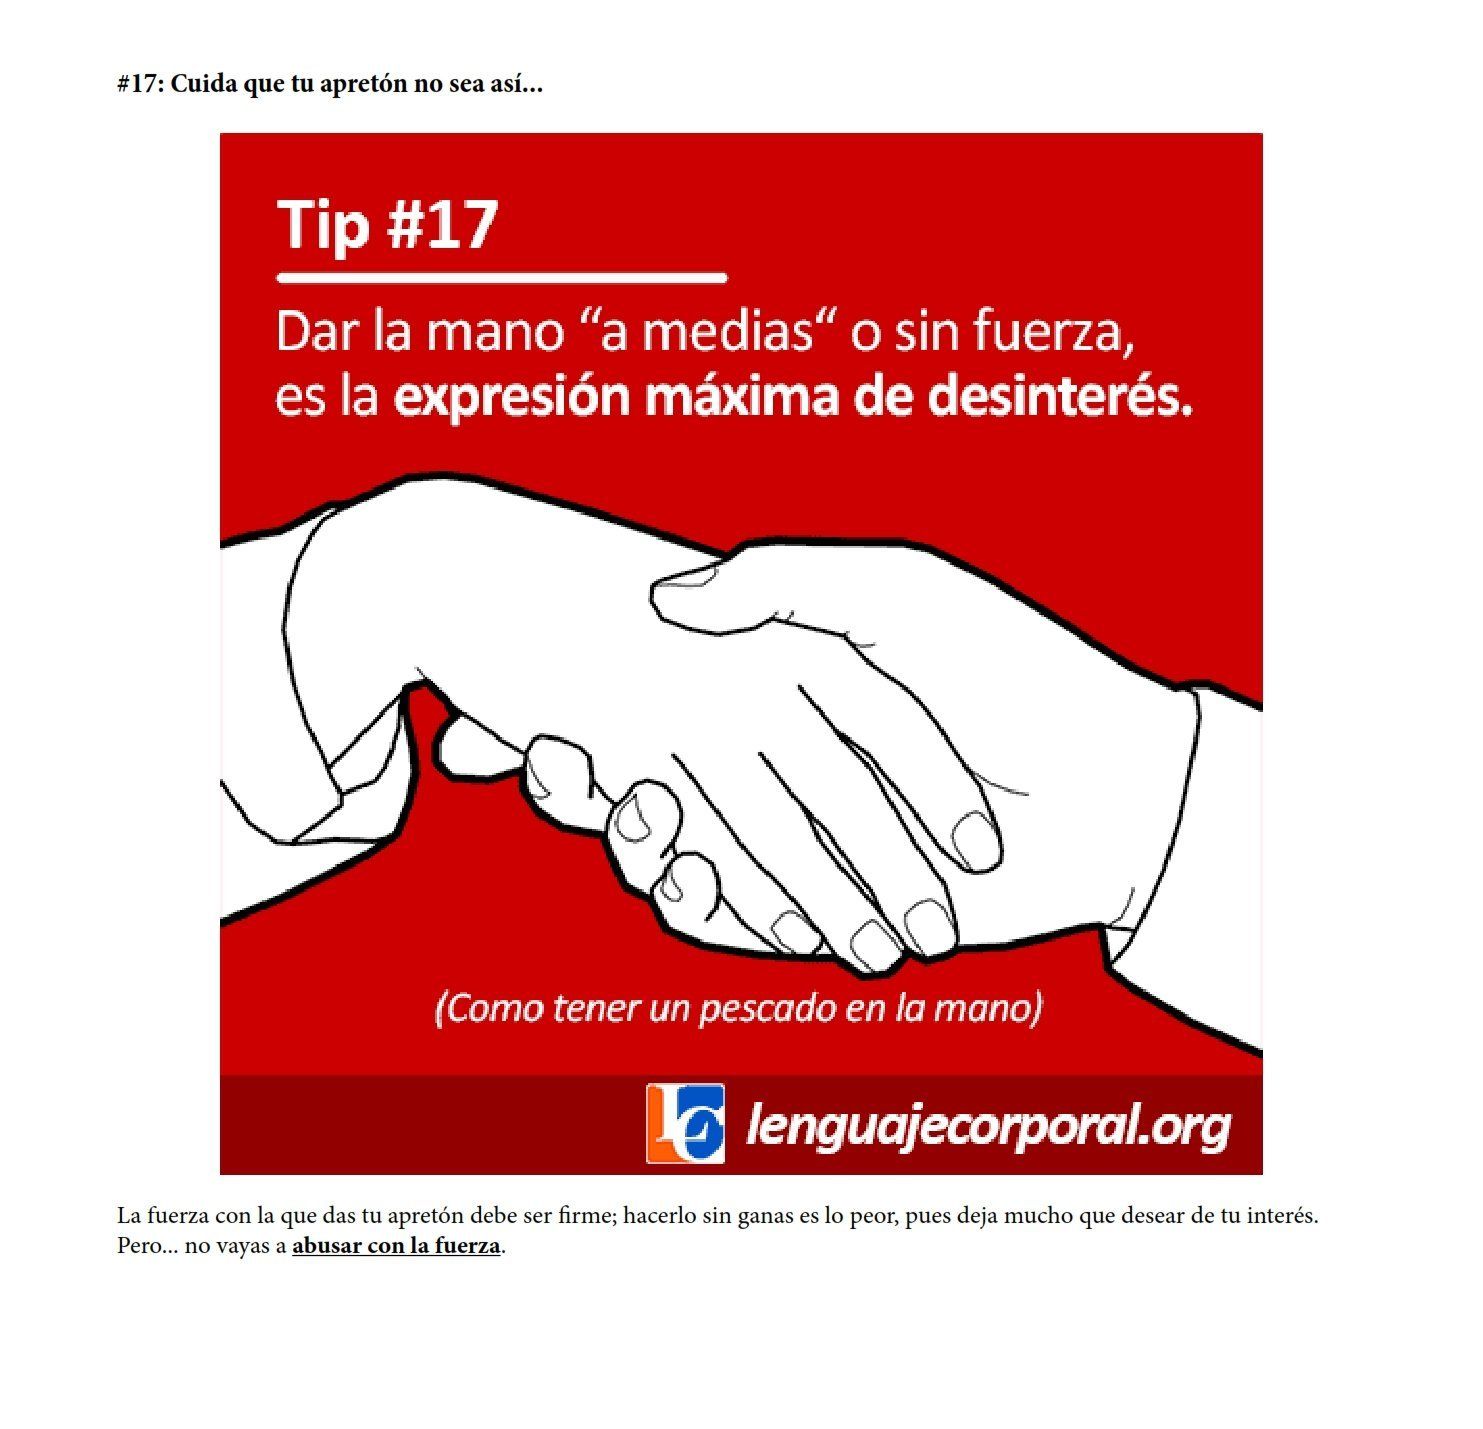 #17: Cuida que tu apretón no sea así...
Tip #17
Dar la mano “a medias“ o sin fuerza,
es la expresión máxima de desinterés.
(Como tener un pescado en la mano)
LC lenguajecorporal.org
La fuerza con la que das tu apretón debe ser firme; hacerlo sin ganas es lo peor, pues deja mucho que desear de tu interés.
Pero... no vayas a abusar con la fuerza.